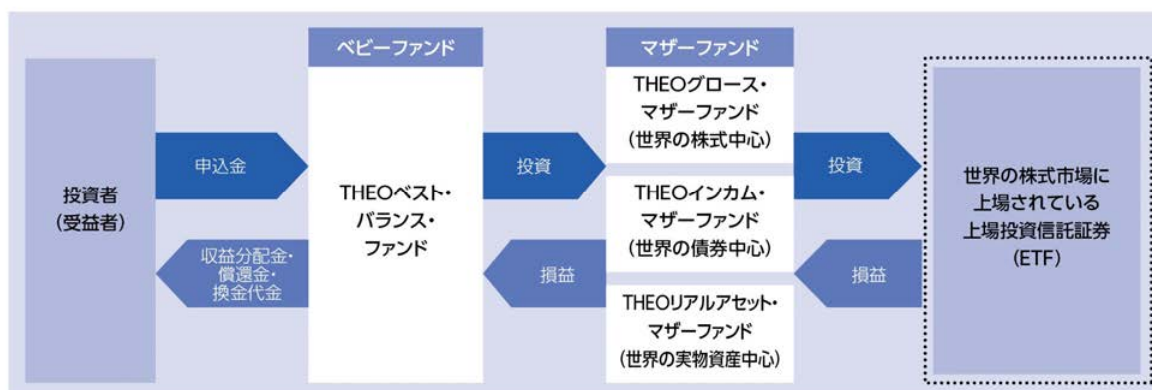 ベビーファンド
マザーファンド
投資者
(受益者)
申込金
収益分配金・
償還金・
換金代金
THEOベスト・
バランス・
ファンド
投資
損益
THEOグロース・
マザーファンド
(世界の株式中心)
THEOインカム・
マザーファンド
(世界の債券中心)
THEOリアルアセット・
マザーファンド
(世界の実物資産中心)
投資
損益
世界の株式市場に
上場されている
上場投資信託証券
(ETF)